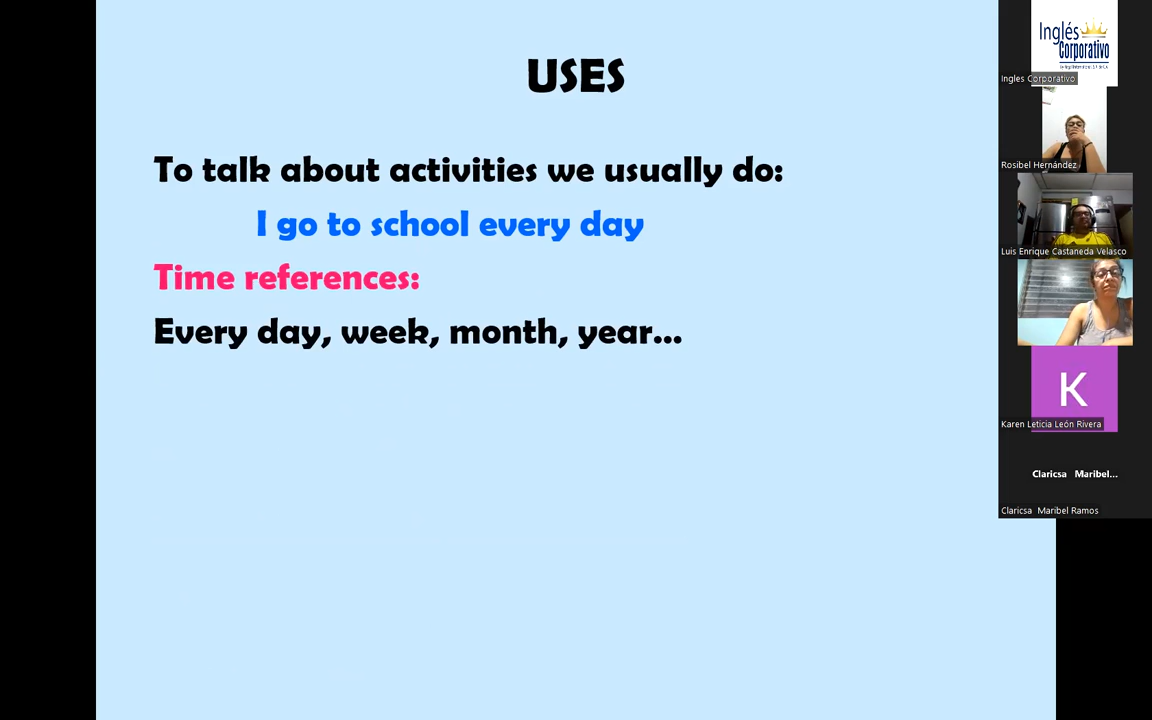 USES
To talk about activities we usually do:
I go to school every day
Time references:
Every day, week, month, year...
Inglés
Corporativo
Ingles Corporativo
Rosibel Hernández
Luis Enrique Castaneda Velasco
K
Karen Leticia León Rivera
Claricsa Maribel...
Claricsa Maribel Ramos